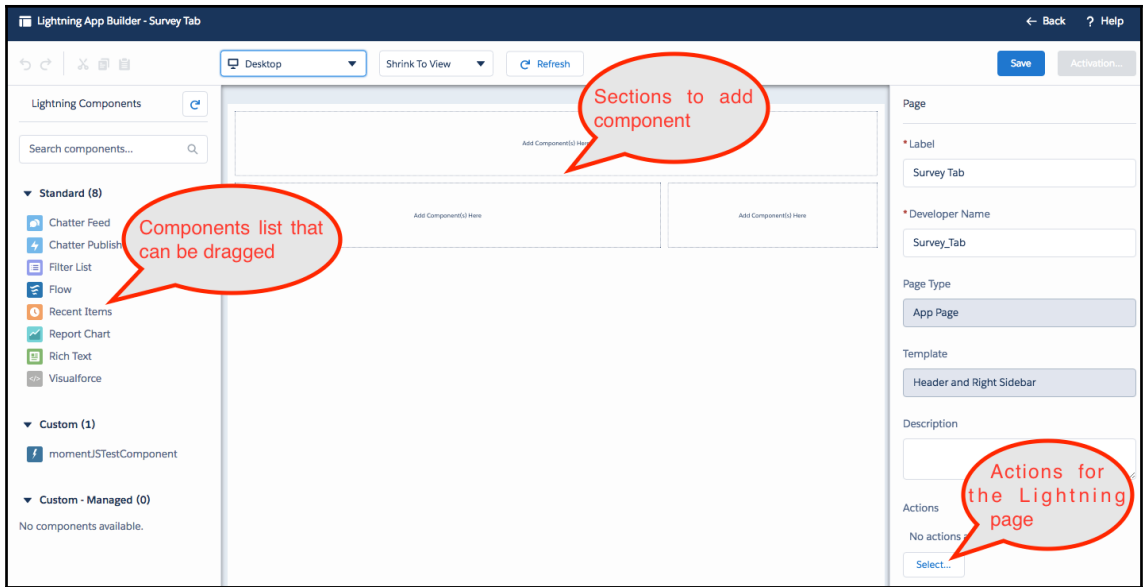 Lightning App Builder - Survey Tab
← Back ? Help
Desktop
Shrink To View
Refresh
Save
Activation...
Lightning Components
Search components...
Standard (8)
Chatter Feed
Chatter Publish
Filter List
Flow
Recent Items
Report Chart
Rich Text
Visualforce
Custom (1)
momentJSTestComponent
Custom - Managed (0)
No components available.
Components list that
can be dragged
Sections to add
component
Add Component(s) Here
Add Component(s) Here
Add Component(s) Here
Page
*Label
Survey Tab
*Developer Name
Survey_Tab
Page Type
App Page
Template
Header and Right Sidebar
Description
Actions for
the Lightning
page
Actions
No actions
Select...